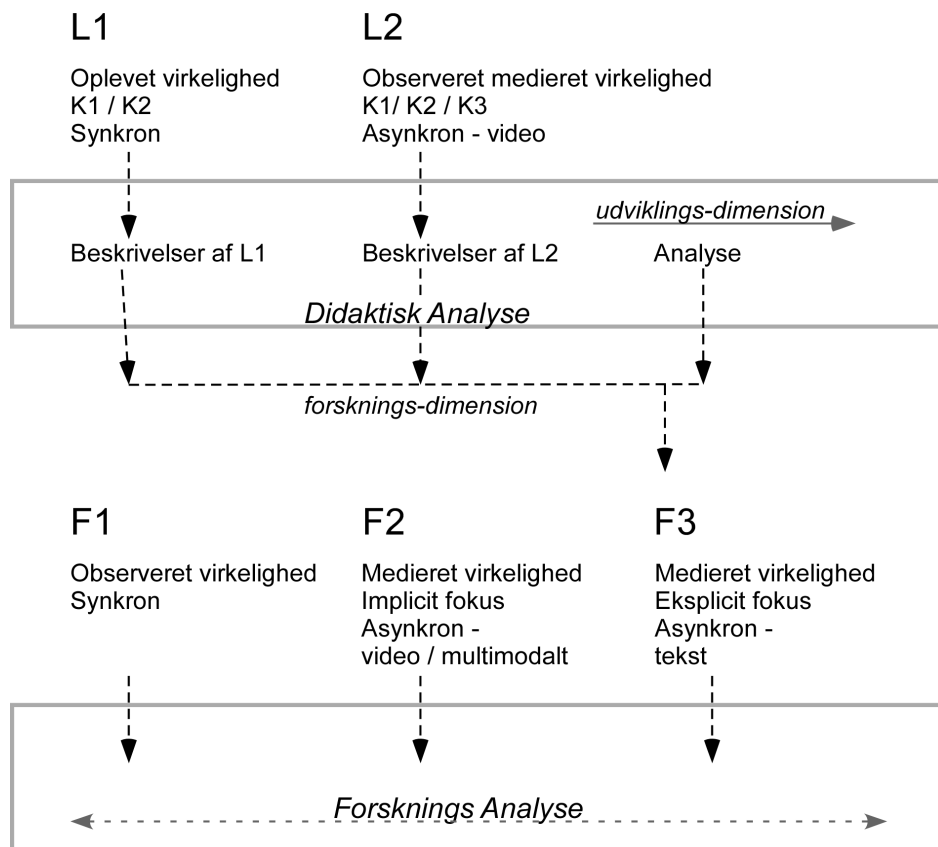 L1
Oplevet virkelighed
K1 / K2
Synkron
L2
Observeret medieret virkelighed
K1/ K2 / K3
Asynkron - video
udviklings-dimension
Beskrivelser af L1
Beskrivelser af L2
Analyse
Didaktisk Analyse
forsknings-dimension
F1
Observeret virkelighed
Synkron
F2
Medieret virkelighed
Implicit fokus
Asynkron -
video / multimodalt
F3
Medieret virkelighed
Eksplicit fokus
Asynkron -
tekst
Forsknings Analyse